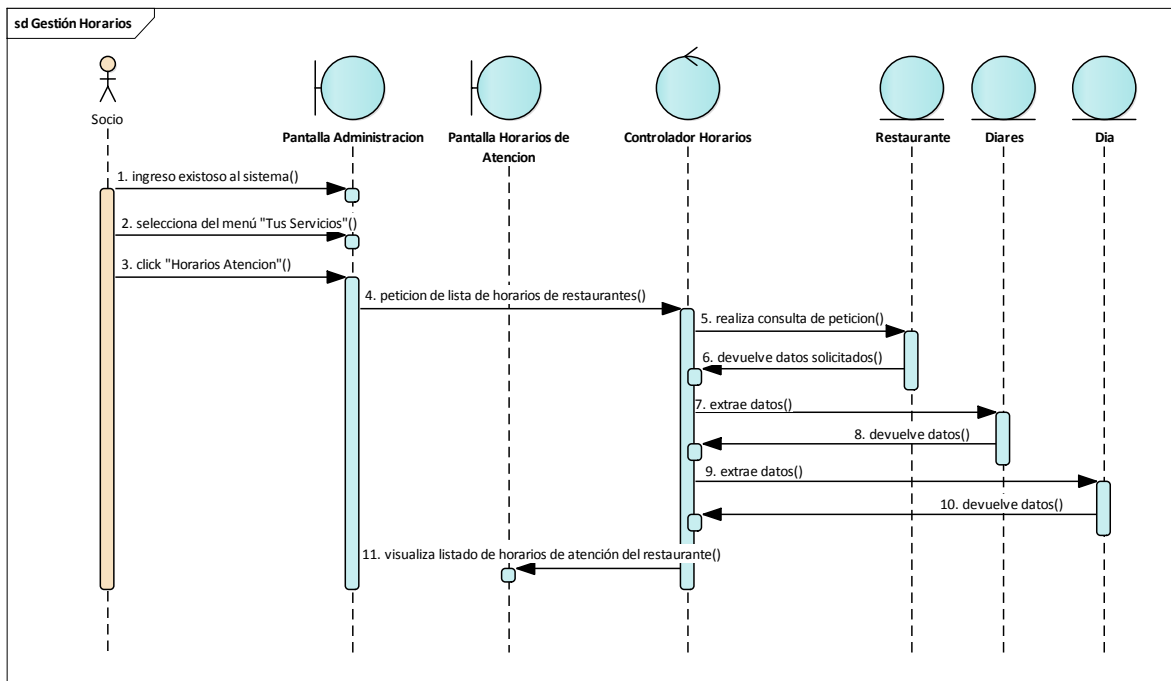 sd Gestión Horarios
Socio
Pantalla Administracion
Pantalla Horarios de
Atencion
Controlador Horarios
Restaurante
Diares
Dia
1. ingreso existoso al sistema()
2. selecciona del menú "Tus Servicios"()
3. click "Horarios Atencion"()
4. peticion de lista de horarios de restaurantes()
5. realiza consulta de peticion()
6. devuelve datos solicitados()
7. extrae datos()
8. devuelve datos()
9. extrae datos()
10. devuelve datos()
11. visualiza listado de horarios de atención del restaurante()